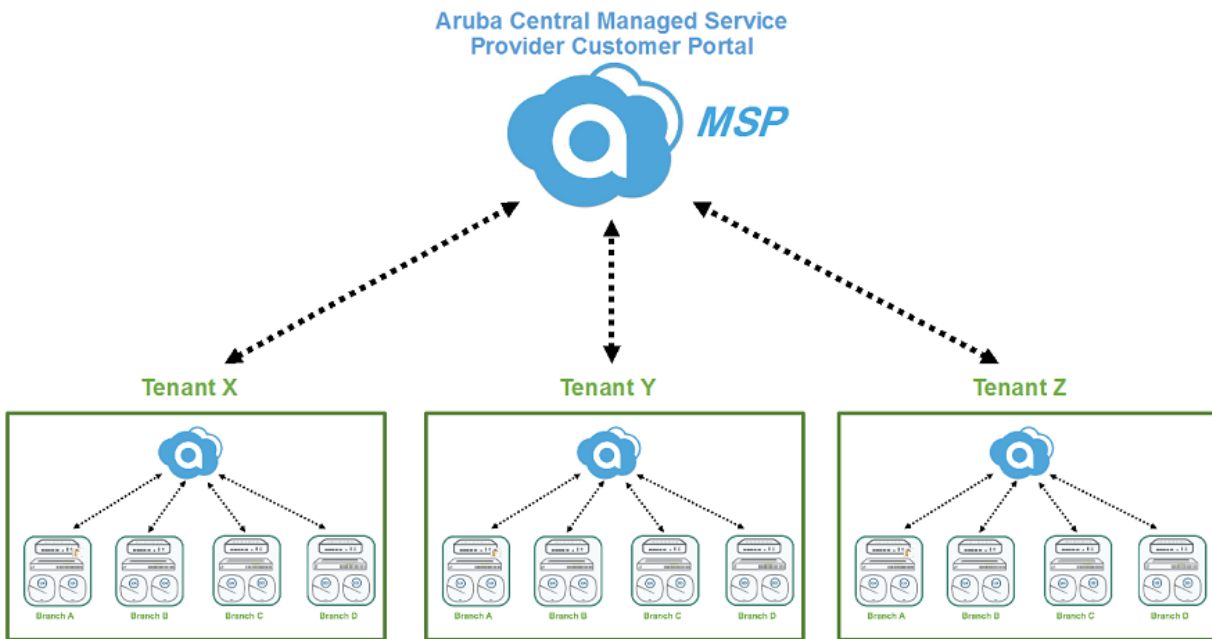 Aruba Central Managed Service
Provider Customer Portal
MSP
Tenant X
Tenant Y
Tenant Z
Branch A
Branch B
Branch C
Branch D
Branch A
Branch B
Branch C
Branch D
Branch A
Branch B
Branch C
Branch D